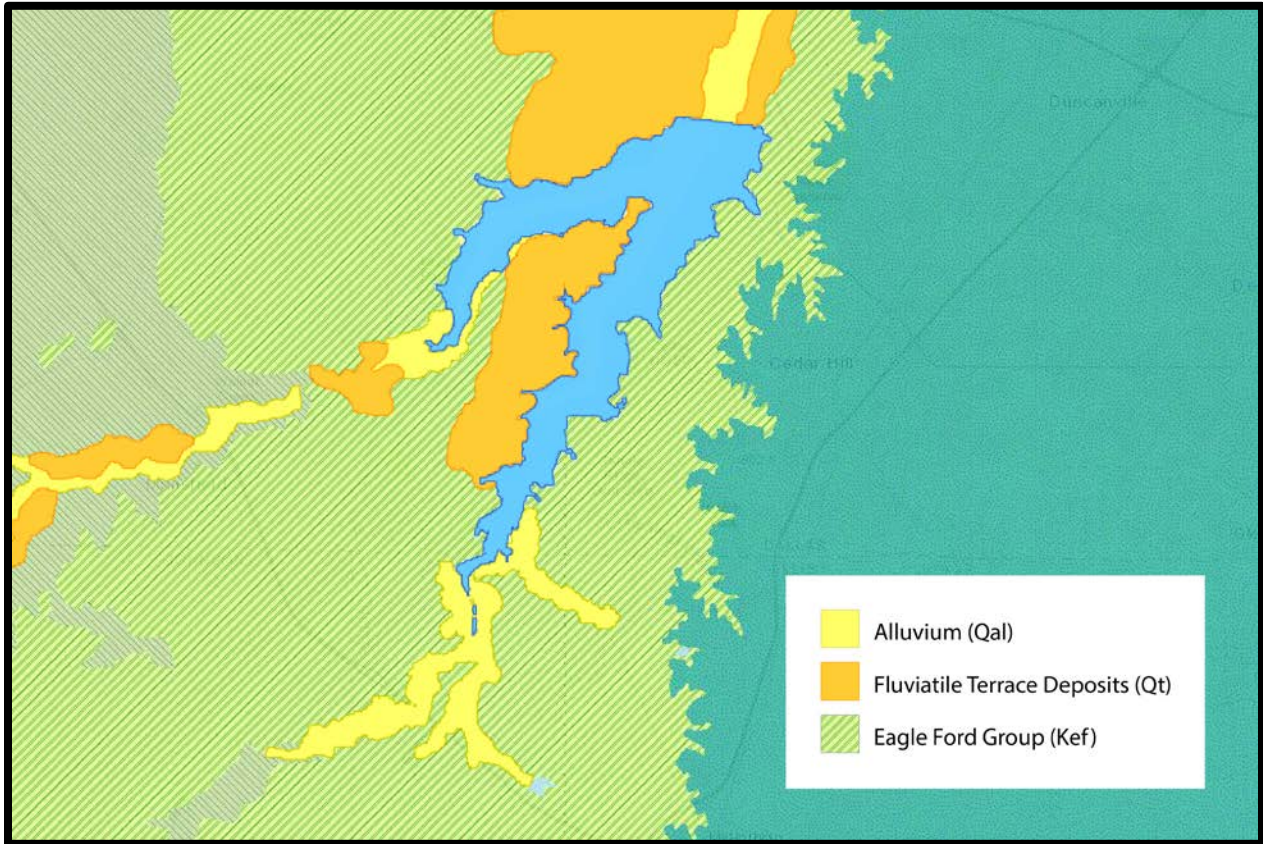 Duncanville
Cedar Hill
Alluvium (Qal)
Fluviatile Terrace Deposits (Qt)
Eagle Ford Group (Kef)